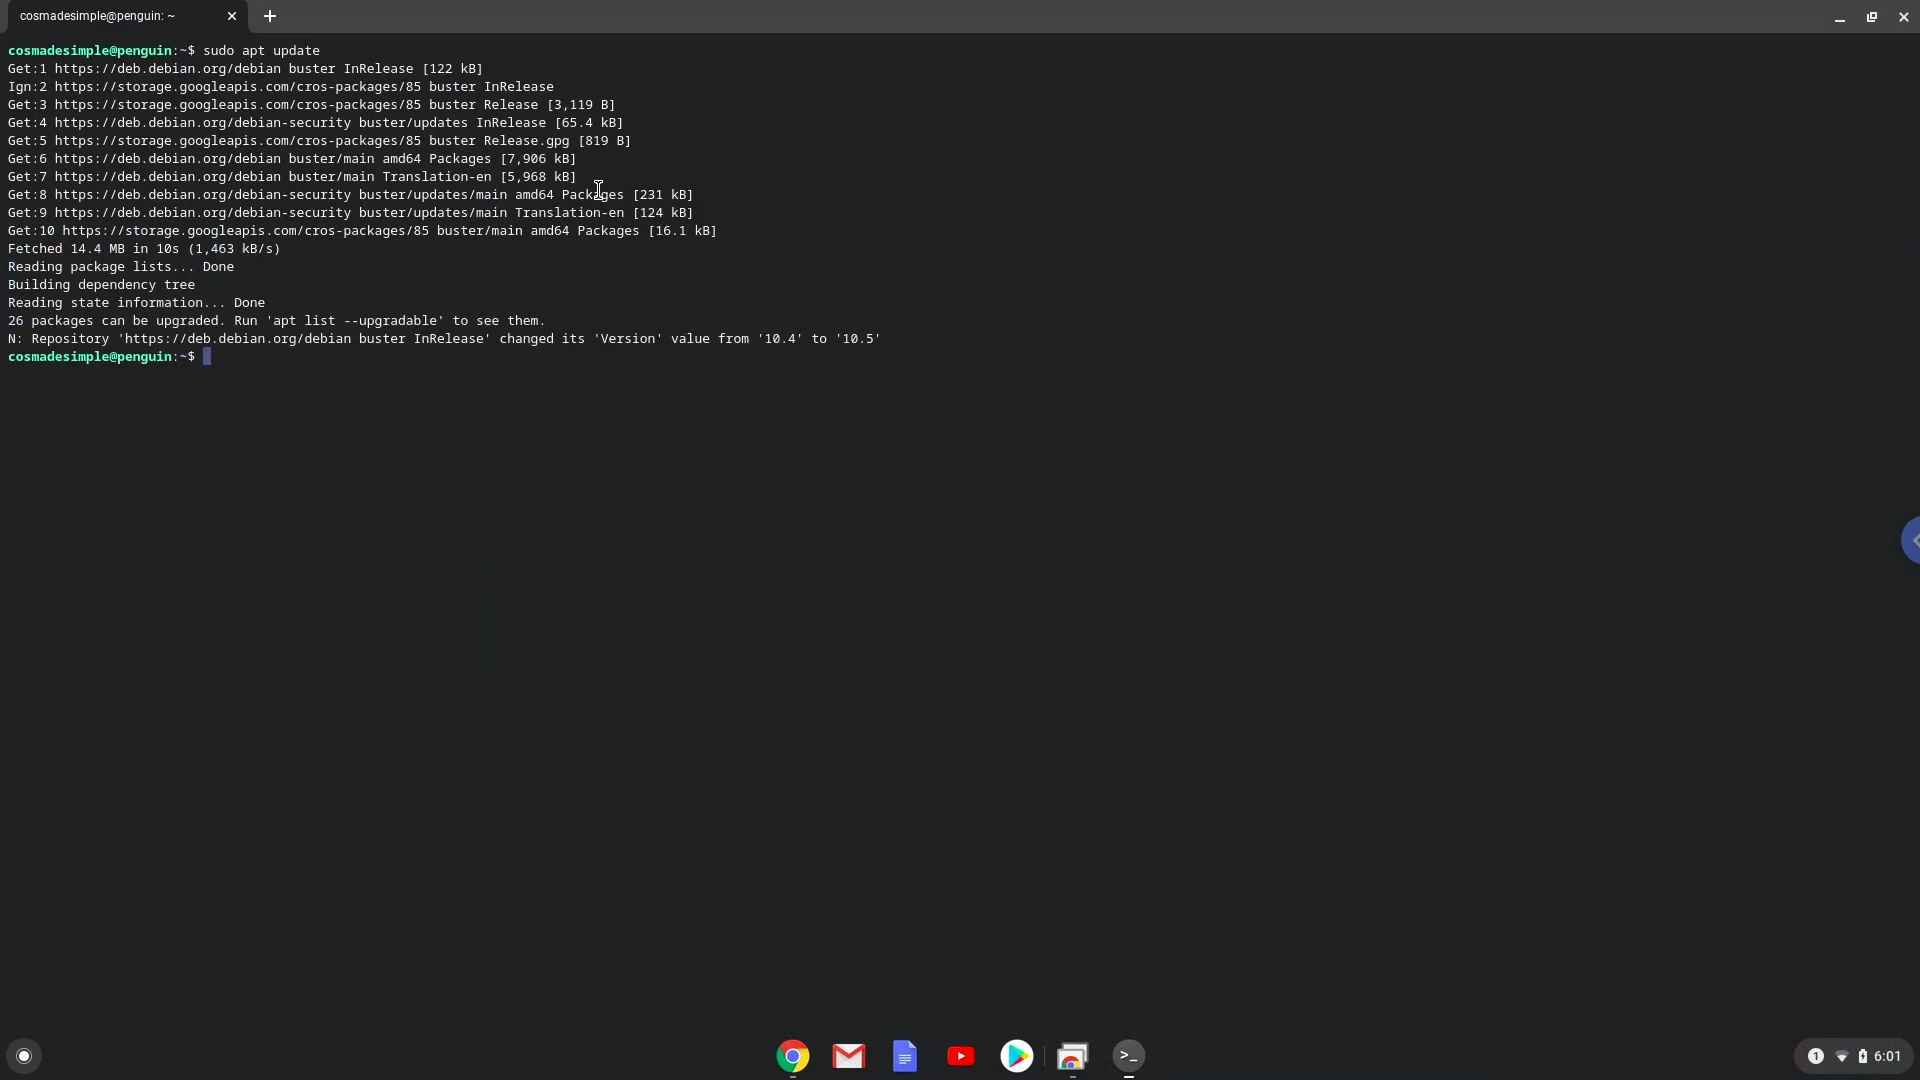 cosmadesimple@penguin: ~
cosmadesimple@penguin:~$ sudo apt update
Get:1 https://deb.debian.org/debian buster InRelease [122 kB]
Ign:2 https://storage.googleapis.com/cros-packages/85 buster InRelease
Get:3 https://storage.googleapis.com/cros-packages/85 buster Release [3,119 B]
Get:4 https://deb.debian.org/debian-security buster/updates InRelease [65.4 kB]
Get:5 https://storage.googleapis.com/cros-packages/85 buster Release.gpg [819 B]
Get:6 https://deb.debian.org/debian buster/main amd64 Packages [7,906 kB]
Get:7 https://deb.debian.org/debian buster/main Translation-en [5,968 kB]
Get:8 https://deb.debian.org/debian-security buster/updates/main amd64 Packages [231 kB]
Get:9 https://deb.debian.org/debian-security buster/updates/main Translation-en [124 kB]
Get:10 https://storage.googleapis.com/cros-packages/85 buster/main amd64 Packages [16.1 kB]
Fetched 14.4 MB in 10s (1,463 kB/s)
Reading package lists... Done
Building dependency tree
Reading state information... Done
26 packages can be upgraded. Run 'apt list --upgradable' to see them.
N: Repository 'https://deb.debian.org/debian buster InRelease' changed its 'Version' value from '10.4' to '10.5'
cosmadesimple@penguin:~$
>_
1 6:01